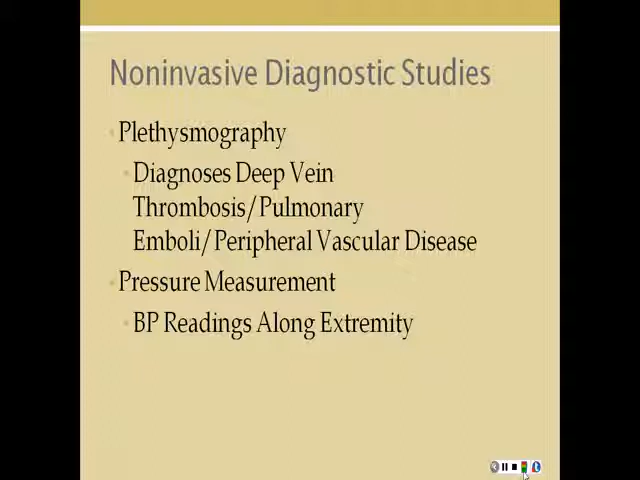 Noninvasive Diagnostic Studies
Plethysmography
Diagnoses Deep Vein
Thrombosis/Pulmonary
Emboli/Peripheral Vascular Disease
Pressure Measurement
BP Readings Along Extremity